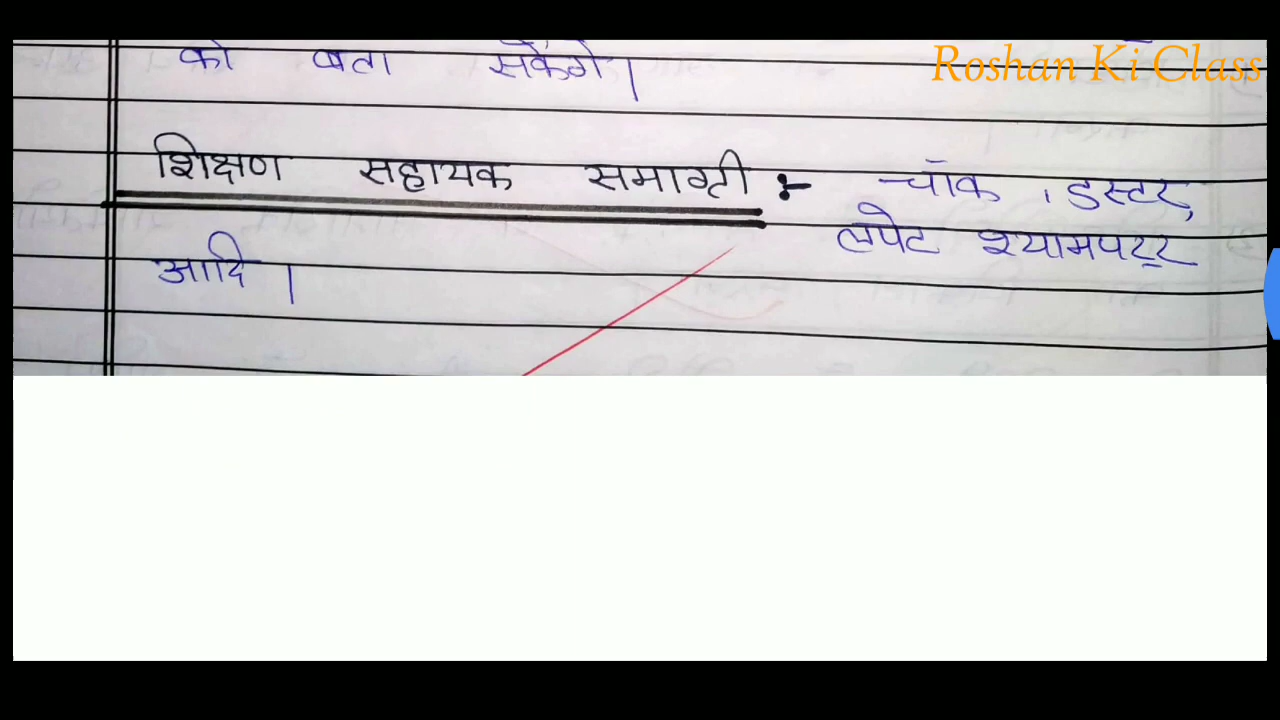 को बता सकेंगे।
Roshan Ki Class
शिक्षण सहायक समाग्री :- चॉक , डस्टर,
लपेट श्यामपट्ट
आदि ।